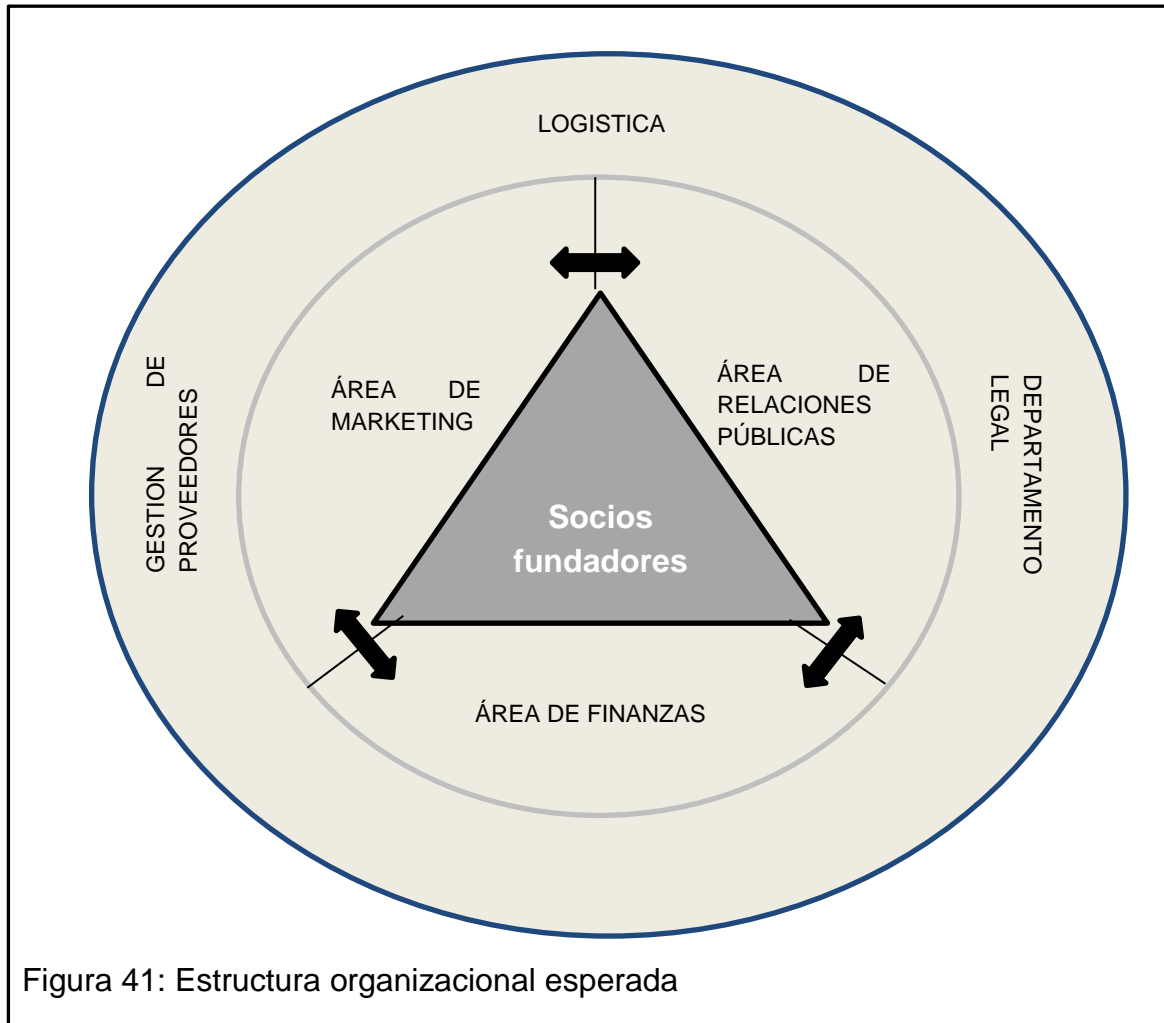 LOGISTICA
GESTION DE
PROVEEDORES
ÁREA DE
MARKETING
ÁREA DE
RELACIONES
PÚBLICAS
DEPARTAMENTO
LEGAL
Socios
fundadores
ÁREA DE FINANZAS
Figura 41: Estructura organizacional esperada